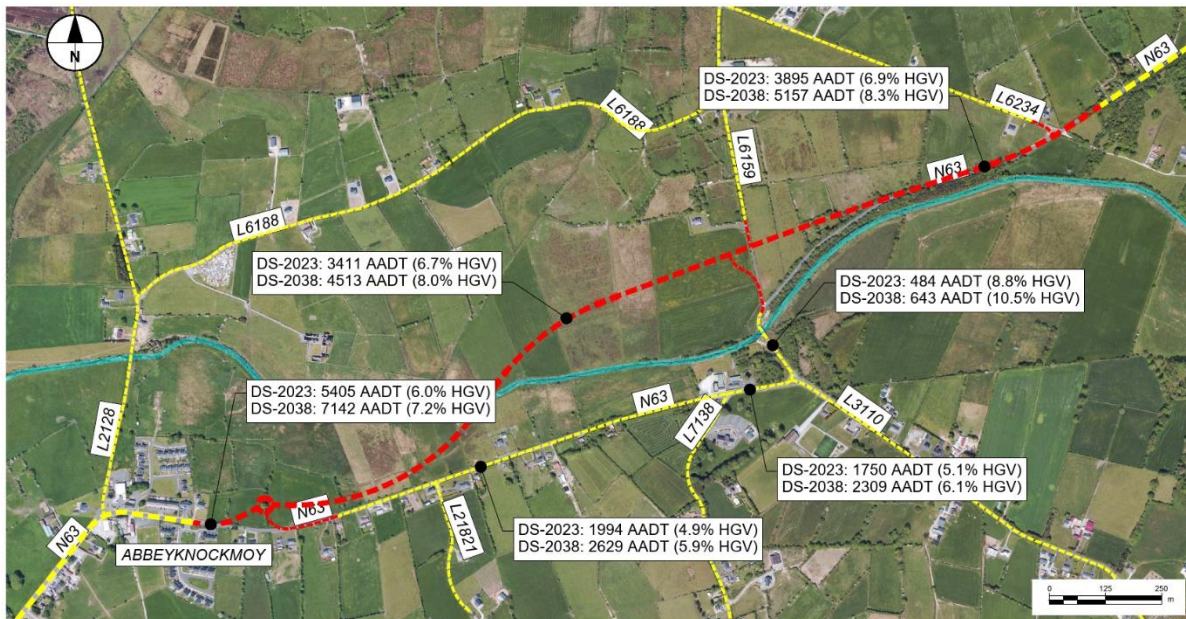 N
N63
DS-2023: 3895 AADT (6.9% HGV)
DS-2038: 5157 AADT (8.3% HGV)
L6234
L6188
L6159
N63
L6188
DS-2023: 3411 AADT (6.7% HGV)
DS-2038: 4513 AADT (8.0% HGV)
DS-2023: 484 AADT (8.8% HGV)
DS-2038: 643 AADT (10.5% HGV)
DS-2023: 5405 AADT (6.0% HGV)
DS-2038: 7142 AADT (7.2% HGV)
N63
L7138
L3110
L2128
DS-2023: 1750 AADT (5.1% HGV)
DS-2038: 2309 AADT (6.1% HGV)
N63
L21821
DS-2023: 1994 AADT (4.9% HGV)
DS-2038: 2629 AADT (5.9% HGV)
N63
ABBEYKNOCKMOY
0 125 250
m